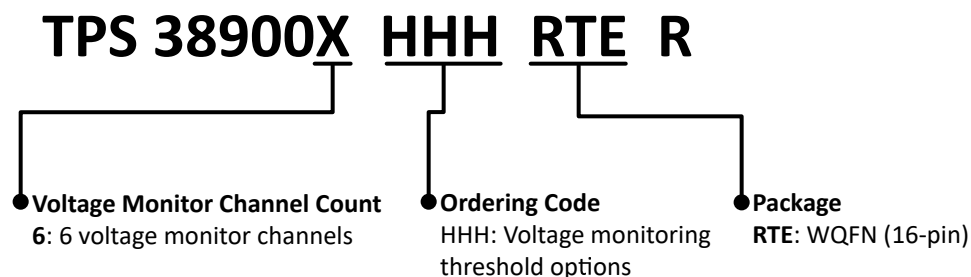 TPS 38900X HHH RTE R
Voltage Monitor Channel Count
6: 6 voltage monitor channels
Ordering Code
HHH: Voltage monitoring
threshold options
Package
RTE: WQFN (16-pin)